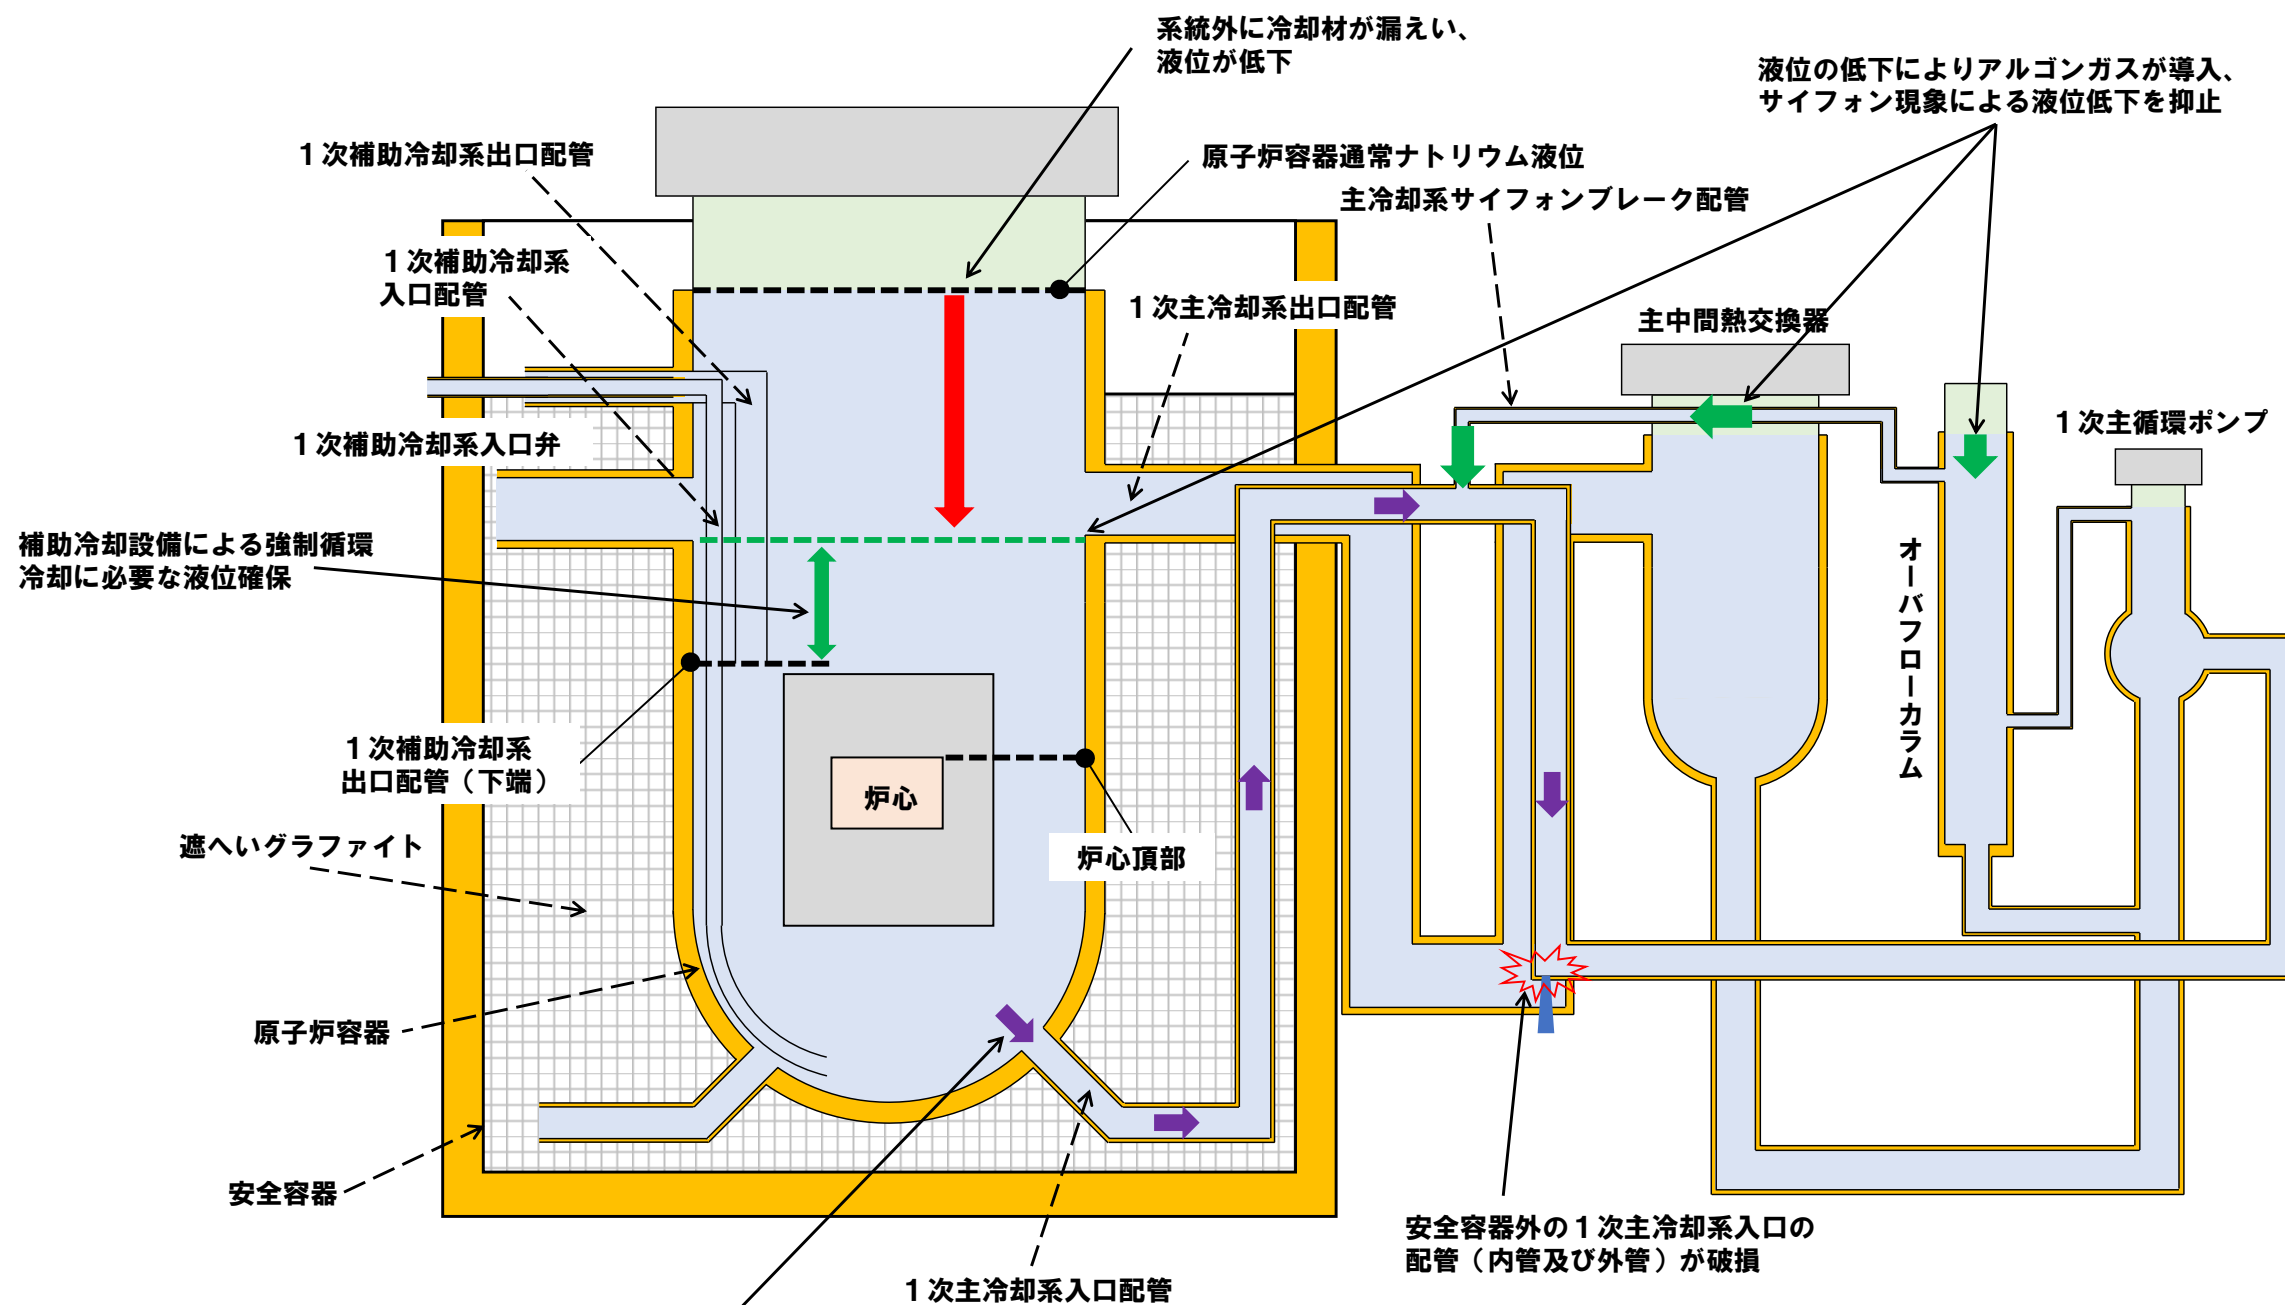 系統外に冷却材が漏えい、
液位が低下
液位の低下によりアルゴンガスが導入、
サイフォン現象による液位低下を抑止
１次補助冷却系出口配管
原子炉容器通常ナトリウム液位
主冷却系サイフォンブレーク配管
１次補助冷却系
入口配管
１次主冷却系出口配管
主中間熱交換器
１次主循環ポンプ
１次補助冷却系入口弁
補助冷却設備による強制循環
冷却に必要な液位確保
オーバフローカラム
１次補助冷却系
出口配管（下端）
炉心
炉心頂部
遮へいグラファイト
原子炉容器
安全容器
安全容器外の１次主冷却系入口の
配管（内管及び外管）が破損
１次主冷却系入口配管